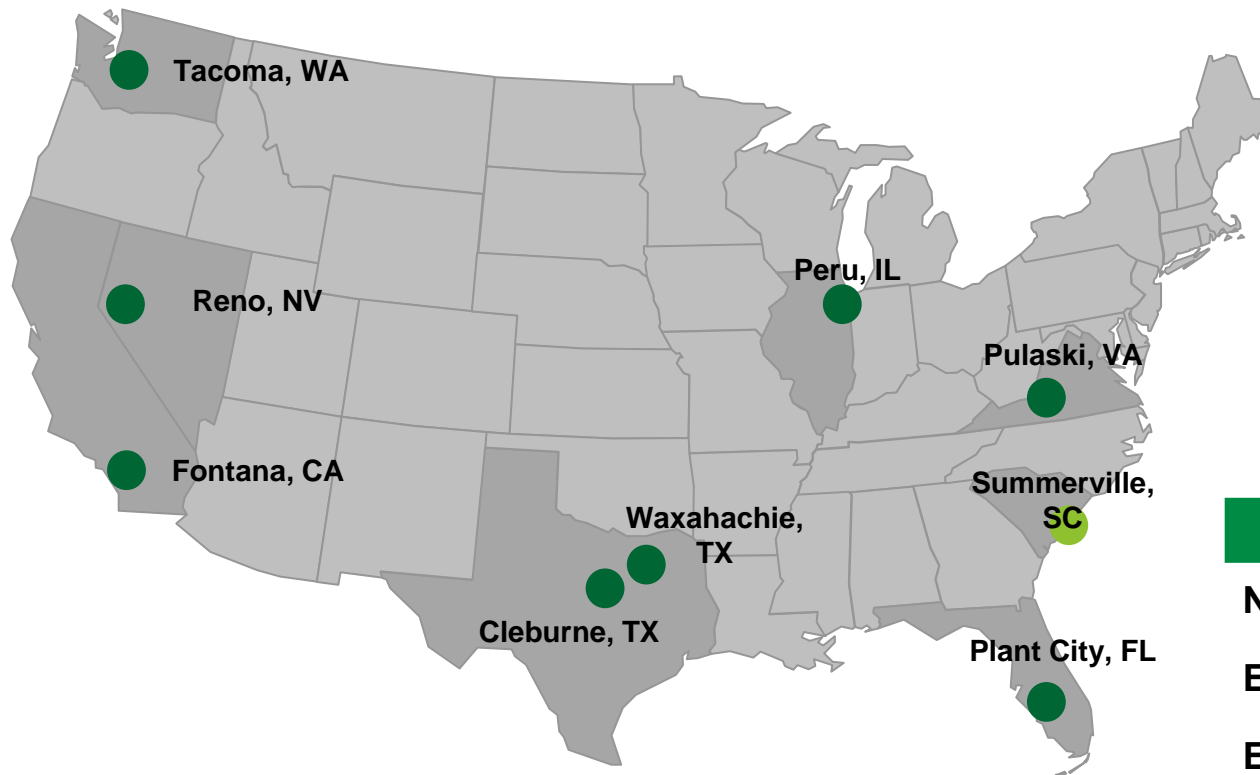 Tacoma, WA
Peru, IL
Reno, NV
Pulaski, VA
Fontana, CA
Summerville,
SC
Waxahachie,
TX
Cleburne, TX
Plant City, FL
N
E
E